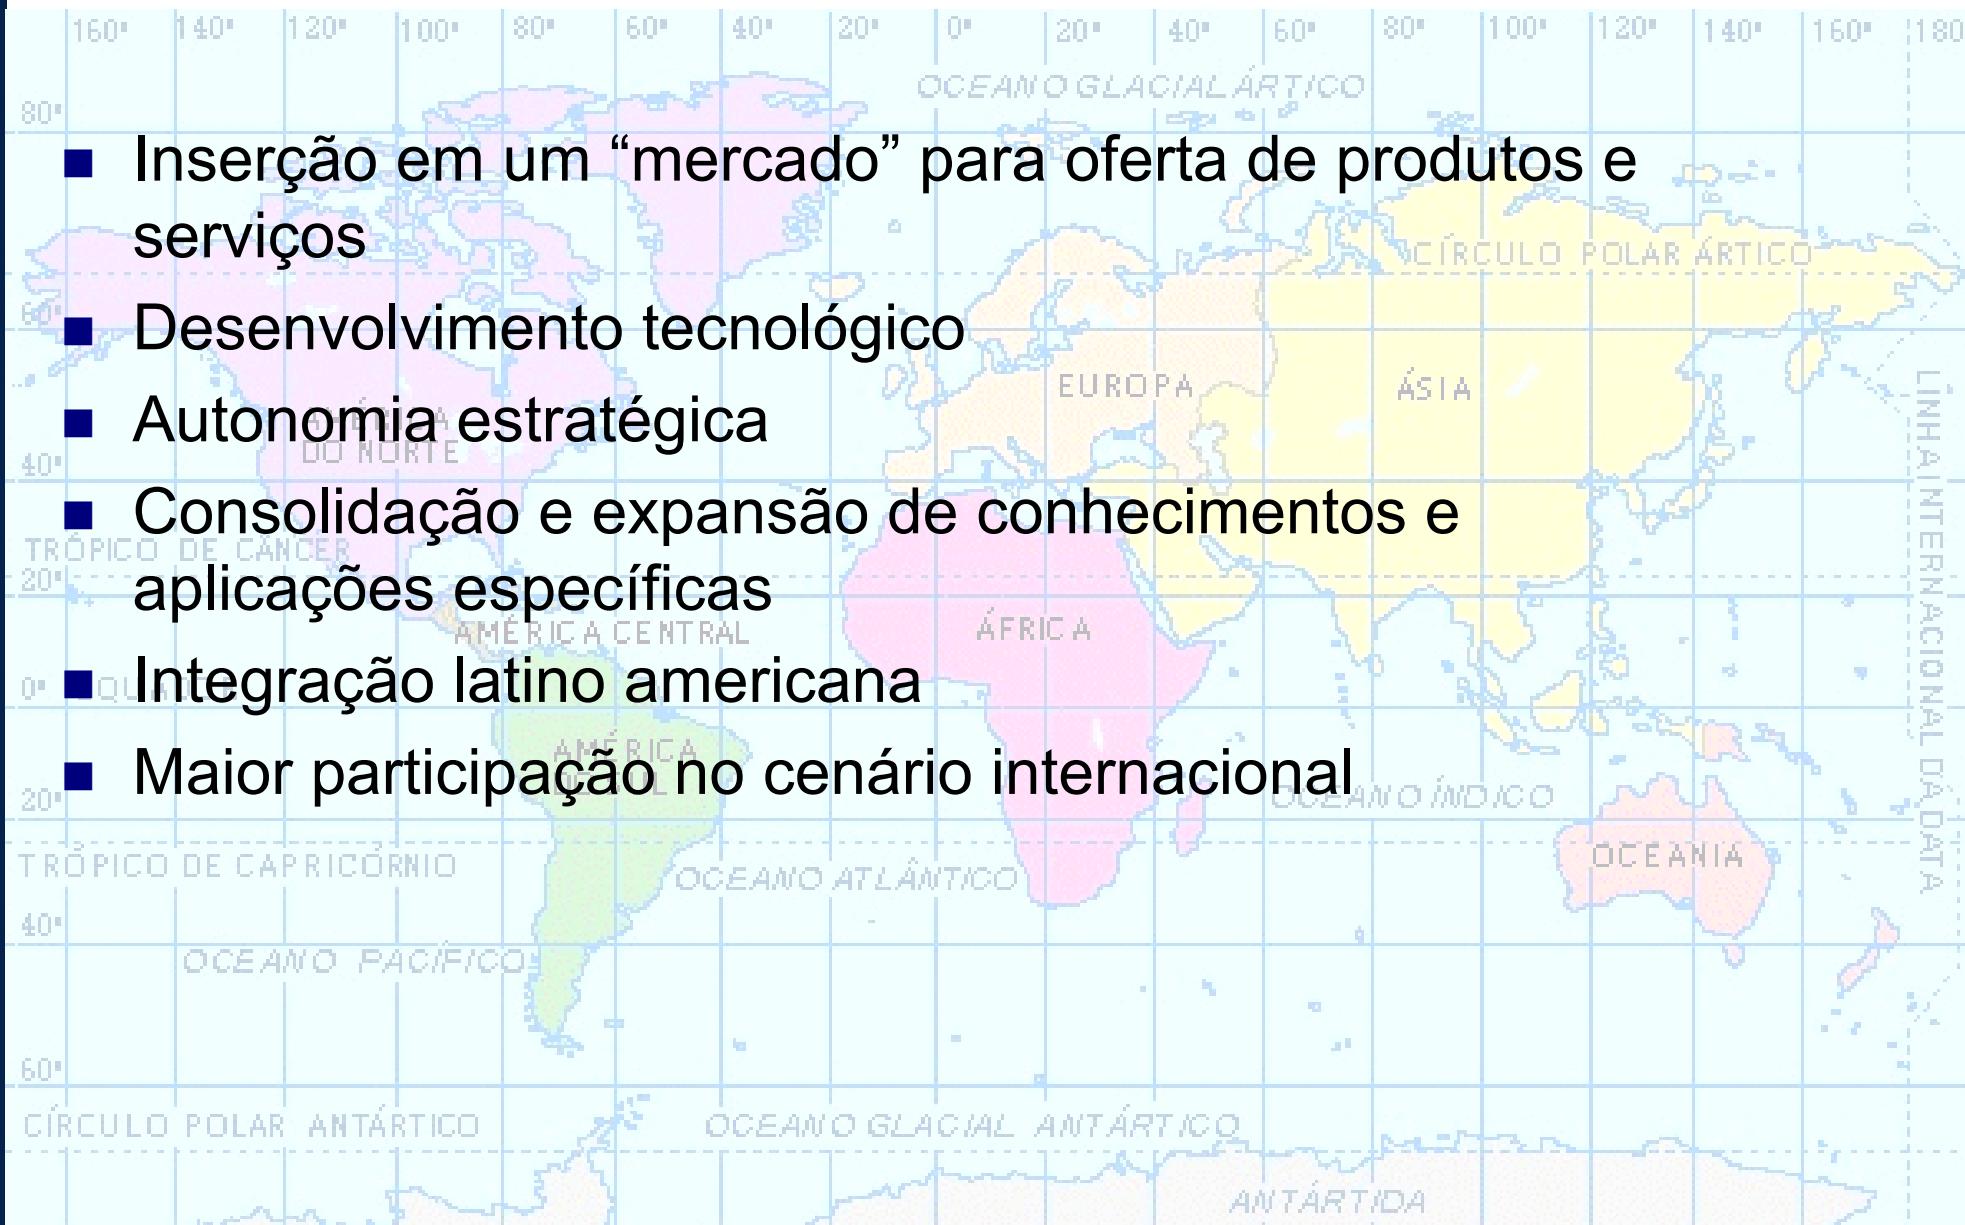 160° 140° 120° 100° 80° 60° 40° 20° 0° 20° 40° 60° 80° 100° 120° 140° 160° 180
OCEANO GLACIAL ÁRTICO
80°
■ Inserção em um “mercado” para oferta de produtos e
serviços
CÍRCULO POLAR ÁRTICO
60°
■ Desenvolvimento tecnológico
EUROPA
ÁSIA
■ Autonomia estratégica
DO NORTE
40°
■ Consolidação e expansão de conhecimentos e
TRÓPICO DE CÂNCER
20°
aplicações específicas
AMÉRICA CENTRAL
ÁFRICA
0°
■ Integração latino americana
AMÉRICA
■ Maior participação no cenário internacional
20°
OCEANO ÍNDICO
TRÓPICO DE CAPRICÓRNIO
OCEANO ATLÂNTICO
OCEANIA
LINHA INTERNACIONAL DA DATA
40°
OCEANO PACÍFICO
60°
CÍRCULO POLAR ANTÁRTICO
OCEANO GLACIAL ANTÁRTICO
ANTÁRTIDA